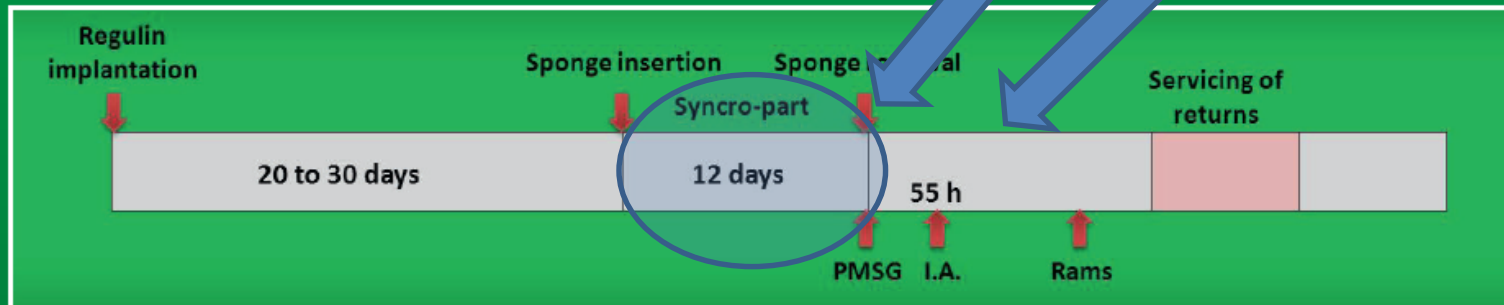 Regulin
implantation
Sponge insertion
Sponge
Syncro-part
Servicing of
returns
20 to 30 days
12 days
55 h
PMSG
I.A.
Rams